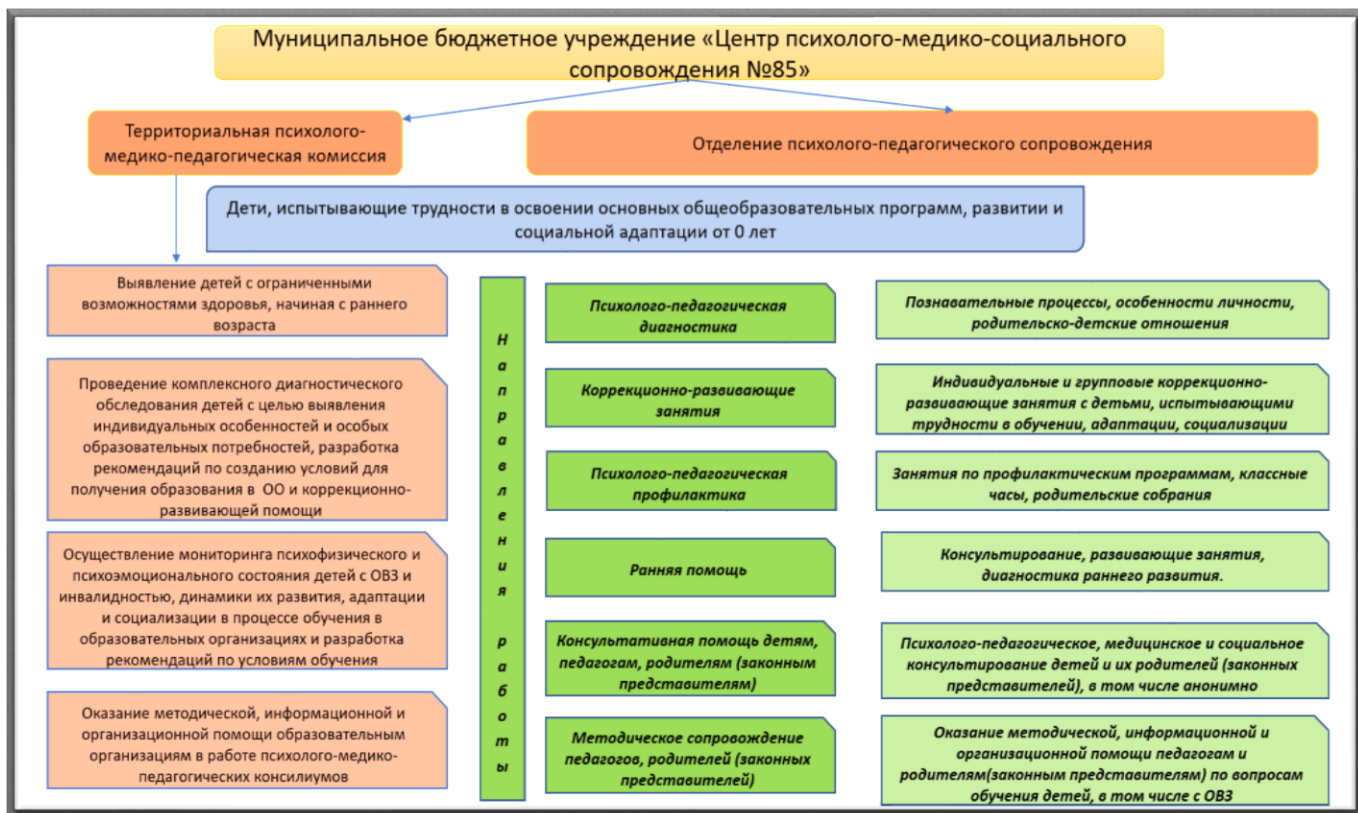 Муниципальное бюджетное учреждение «Центр психолого-медико-социального
сопровождения №85»
Территориальная психолого-
медико-педагогическая комиссия
Отделение психолого-педагогического сопровождения
Дети, испытывающие трудности в освоении основных общеобразовательных программ, развитии и
социальной адаптации от 0 лет
Выявление детей с ограниченными
возможностями здоровья, начиная с раннего
возраста
Проведение комплексного диагностического
обследования детей с целью выявления
индивидуальных особенностей и особых
образовательных потребностей, разработка
рекомендаций по созданию условий для
получения образования в ОО и коррекционно-
развивающей помощи
Осуществление мониторинга психофизического и
психоэмоционального состояния детей с ОВЗ и
инвалидностью, динамики их развития, адаптации
и социализации в процессе обучения в
образовательных организациях и разработка
рекомендаций по условиям обучения
Оказание методической, информационной и
организационной помощи образовательным
организациям в работе психолого-медико-
педагогических консилиумов
Направления работы
Психолого-педагогическая
диагностика
Познавательные процессы, особенности личности,
родительско-детские отношения
Коррекционно-развивающие
занятия
Индивидуальные и групповые коррекционно-
развивающие занятия с детьми, испытывающими
трудности в обучении, адаптации, социализации
Психолого-педагогическая
профилактика
Занятия по профилактическим программам, классные
часы, родительские собрания
Ранняя помощь
Консультирование, развивающие занятия,
диагностика раннего развития.
Консультативная помощь детям,
педагогам, родителям (законным
представителям)
Психолого-педагогическое, медицинское и социальное
консультирование детей и их родителей (законных
представителей), в том числе анонимно
Методическое сопровождение
педагогов, родителей (законных
представителей)
Оказание методической, информационной и
организационной помощи педагогам и
родителям(законным представителям) по вопросам
обучения детей, в том числе с ОВЗ